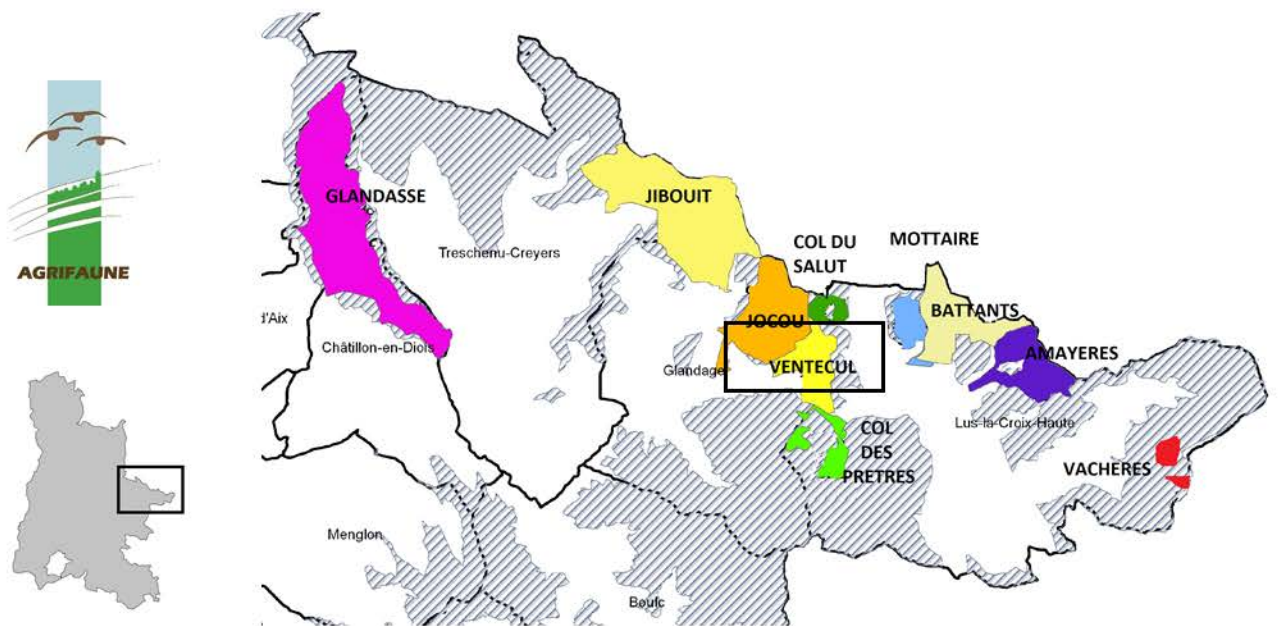 AGRIFAUNE
GLANDASSE
JIBOUIT
Treschenu-Creyers
COL DU
SALUT
MOTTAIRE
BATTANTS
d'Aix
JOCOU
AMAYERES
Châtillon-en-Diois
Glandage
VENTECUL
Lus-la-Croix-Haute
COL
DES
PRETRES
VACHERES
Menglon
Boulc